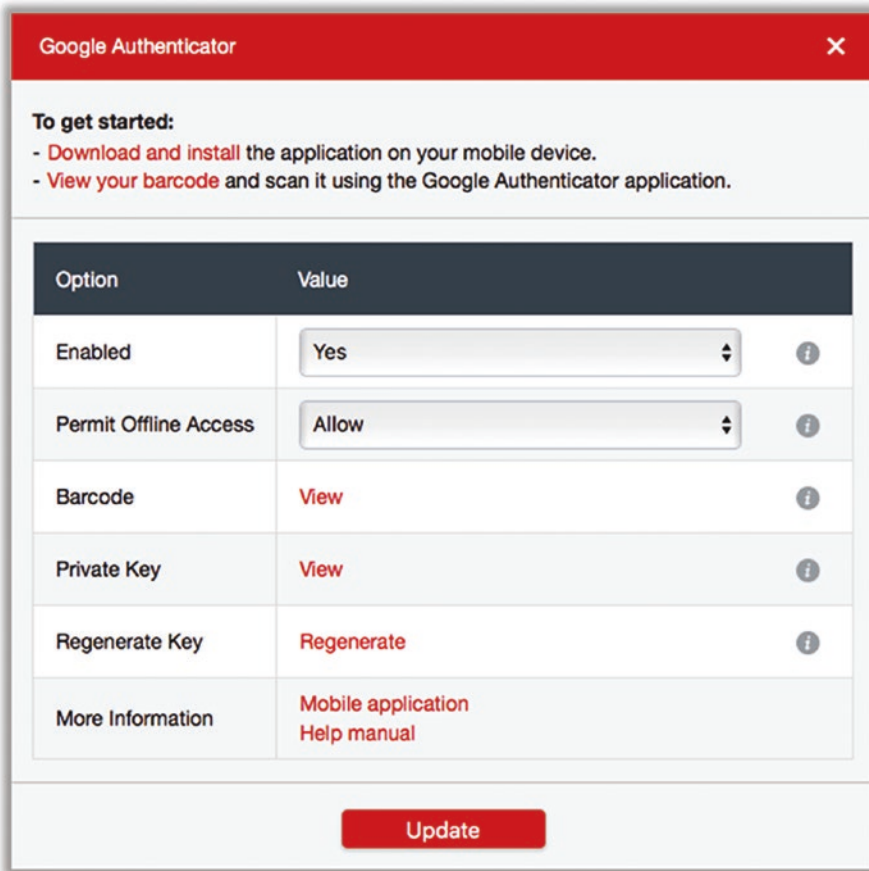 Google Authenticator
To get started:
- Download and install the application on your mobile device.
- View your barcode and scan it using the Google Authenticator application.
Option Value
Enabled Yes
Permit Offline Access Allow
Barcode View
Private Key View
Regenerate Key Regenerate
More Information Mobile application
Help manual
Update